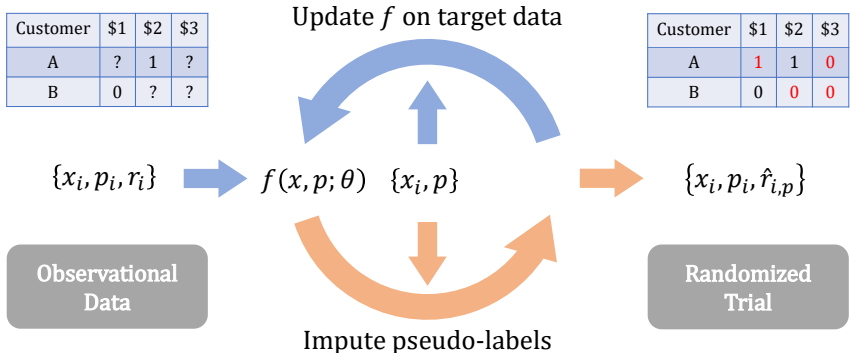 Update f on target data
Customer $1 $2 $3
A ? 1 ?
B 0 ? ?
Customer $1 $2 $3
A 1 1 0
B 0 0 0
{x_i, p_i, r_i}
f(x, p; θ)
{x_i, p}
{x_i, p_i, r̂_{i,p}}
Observational
Data
Randomized
Trial
Impute pseudo-labels